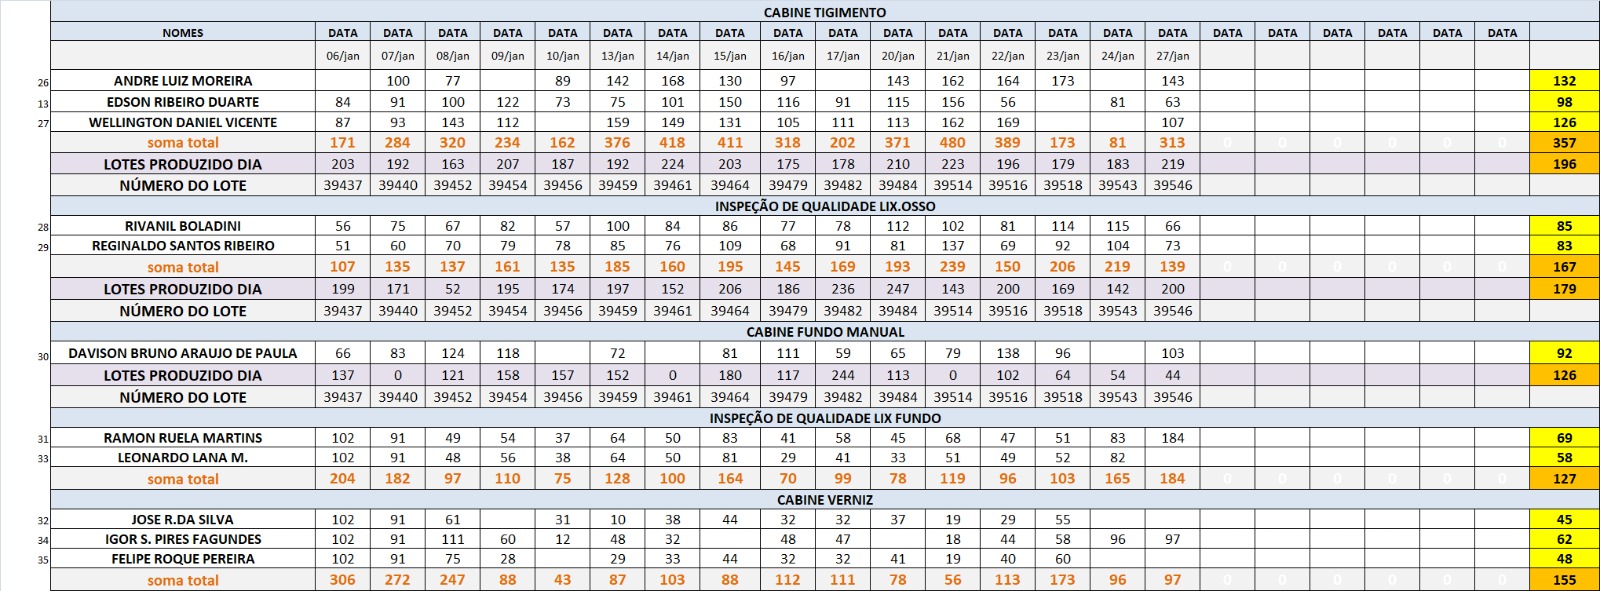 CABINE TIGIMENTO
NOMES DATA DATA DATA DATA DATA DATA DATA DATA DATA DATA DATA DATA DATA DATA DATA DATA DATA DATA DATA DATA DATA DATA
06/jan 07/jan 08/jan 09/jan 10/jan 13/jan 14/jan 15/jan 16/jan 17/jan 20/jan 21/jan 22/jan 23/jan 24/jan 27/jan
26 ANDRE LUIZ MOREIRA 100 77 89 142 168 130 97 143 162 164 173 143 132
13 EDSON RIBEIRO DUARTE 84 91 100 122 73 75 101 150 116 91 115 156 56 81 63 98
27 WELLINGTON DANIEL VICENTE 87 93 143 112 159 149 131 105 111 113 162 169 107 126
soma total 171 284 320 234 162 376 418 411 318 202 371 480 389 173 81 313 0 0 0 0 0 0 357
LOTES PRODUZIDO DIA 203 192 163 207 187 192 224 203 175 178 210 223 196 179 183 219 196
NÚMERO DO LOTE 39437 39440 39452 39454 39456 39459 39461 39464 39479 39482 39484 39514 39516 39518 39543 39546
INSPEÇÃO DE QUALIDADE LIX.OSSO
28 RIVANIL BOLADINI 56 75 67 82 57 100 84 86 77 78 112 102 81 114 115 66 85
29 REGINALDO SANTOS RIBEIRO 51 60 70 79 78 85 76 109 68 91 81 137 69 92 104 73 83
soma total 107 135 137 161 135 185 160 195 145 169 193 239 150 206 219 139 0 0 0 0 0 0 167
LOTES PRODUZIDO DIA 199 171 52 195 174 197 152 206 186 236 247 143 200 169 142 200 179
NÚMERO DO LOTE 39437 39440 39452 39454 39456 39459 39461 39464 39479 39482 39484 39514 39516 39518 39543 39546
CABINE FUNDO MANUAL
30 DAVISON BRUNO ARAUJO DE PAULA 66 83 124 118 72 81 111 59 65 79 138 96 103 92
LOTES PRODUZIDO DIA 137 0 121 158 157 152 0 180 117 244 113 0 102 64 54 44 126
NÚMERO DO LOTE 39437 39440 39452 39454 39456 39459 39461 39464 39479 39482 39484 39514 39516 39518 39543 39546
INSPEÇÃO DE QUALIDADE LIX FUNDO
31 RAMON RUELA MARTINS 102 91 49 54 37 64 50 83 41 58 45 68 47 51 83 184 69
33 LEONARDO LANA M. 102 91 48 56 38 64 50 81 29 41 33 51 49 52 82 58
soma total 204 182 97 110 75 128 100 164 70 99 78 119 96 103 165 184 0 0 0 0 0 0 127
CABINE VERNIZ
32 JOSE R.DA SILVA 102 91 61 31 10 38 44 32 32 37 19 29 55 45
34 IGOR S. PIRES FAGUNDES 102 91 111 60 12 48 32 48 47 18 44 58 96 97 62
35 FELIPE ROQUE PEREIRA 102 91 75 28 29 33 44 32 32 41 19 40 60 48
soma total 306 272 247 88 43 87 103 88 112 111 78 56 113 173 96 97 0 0 0 0 0 0 155